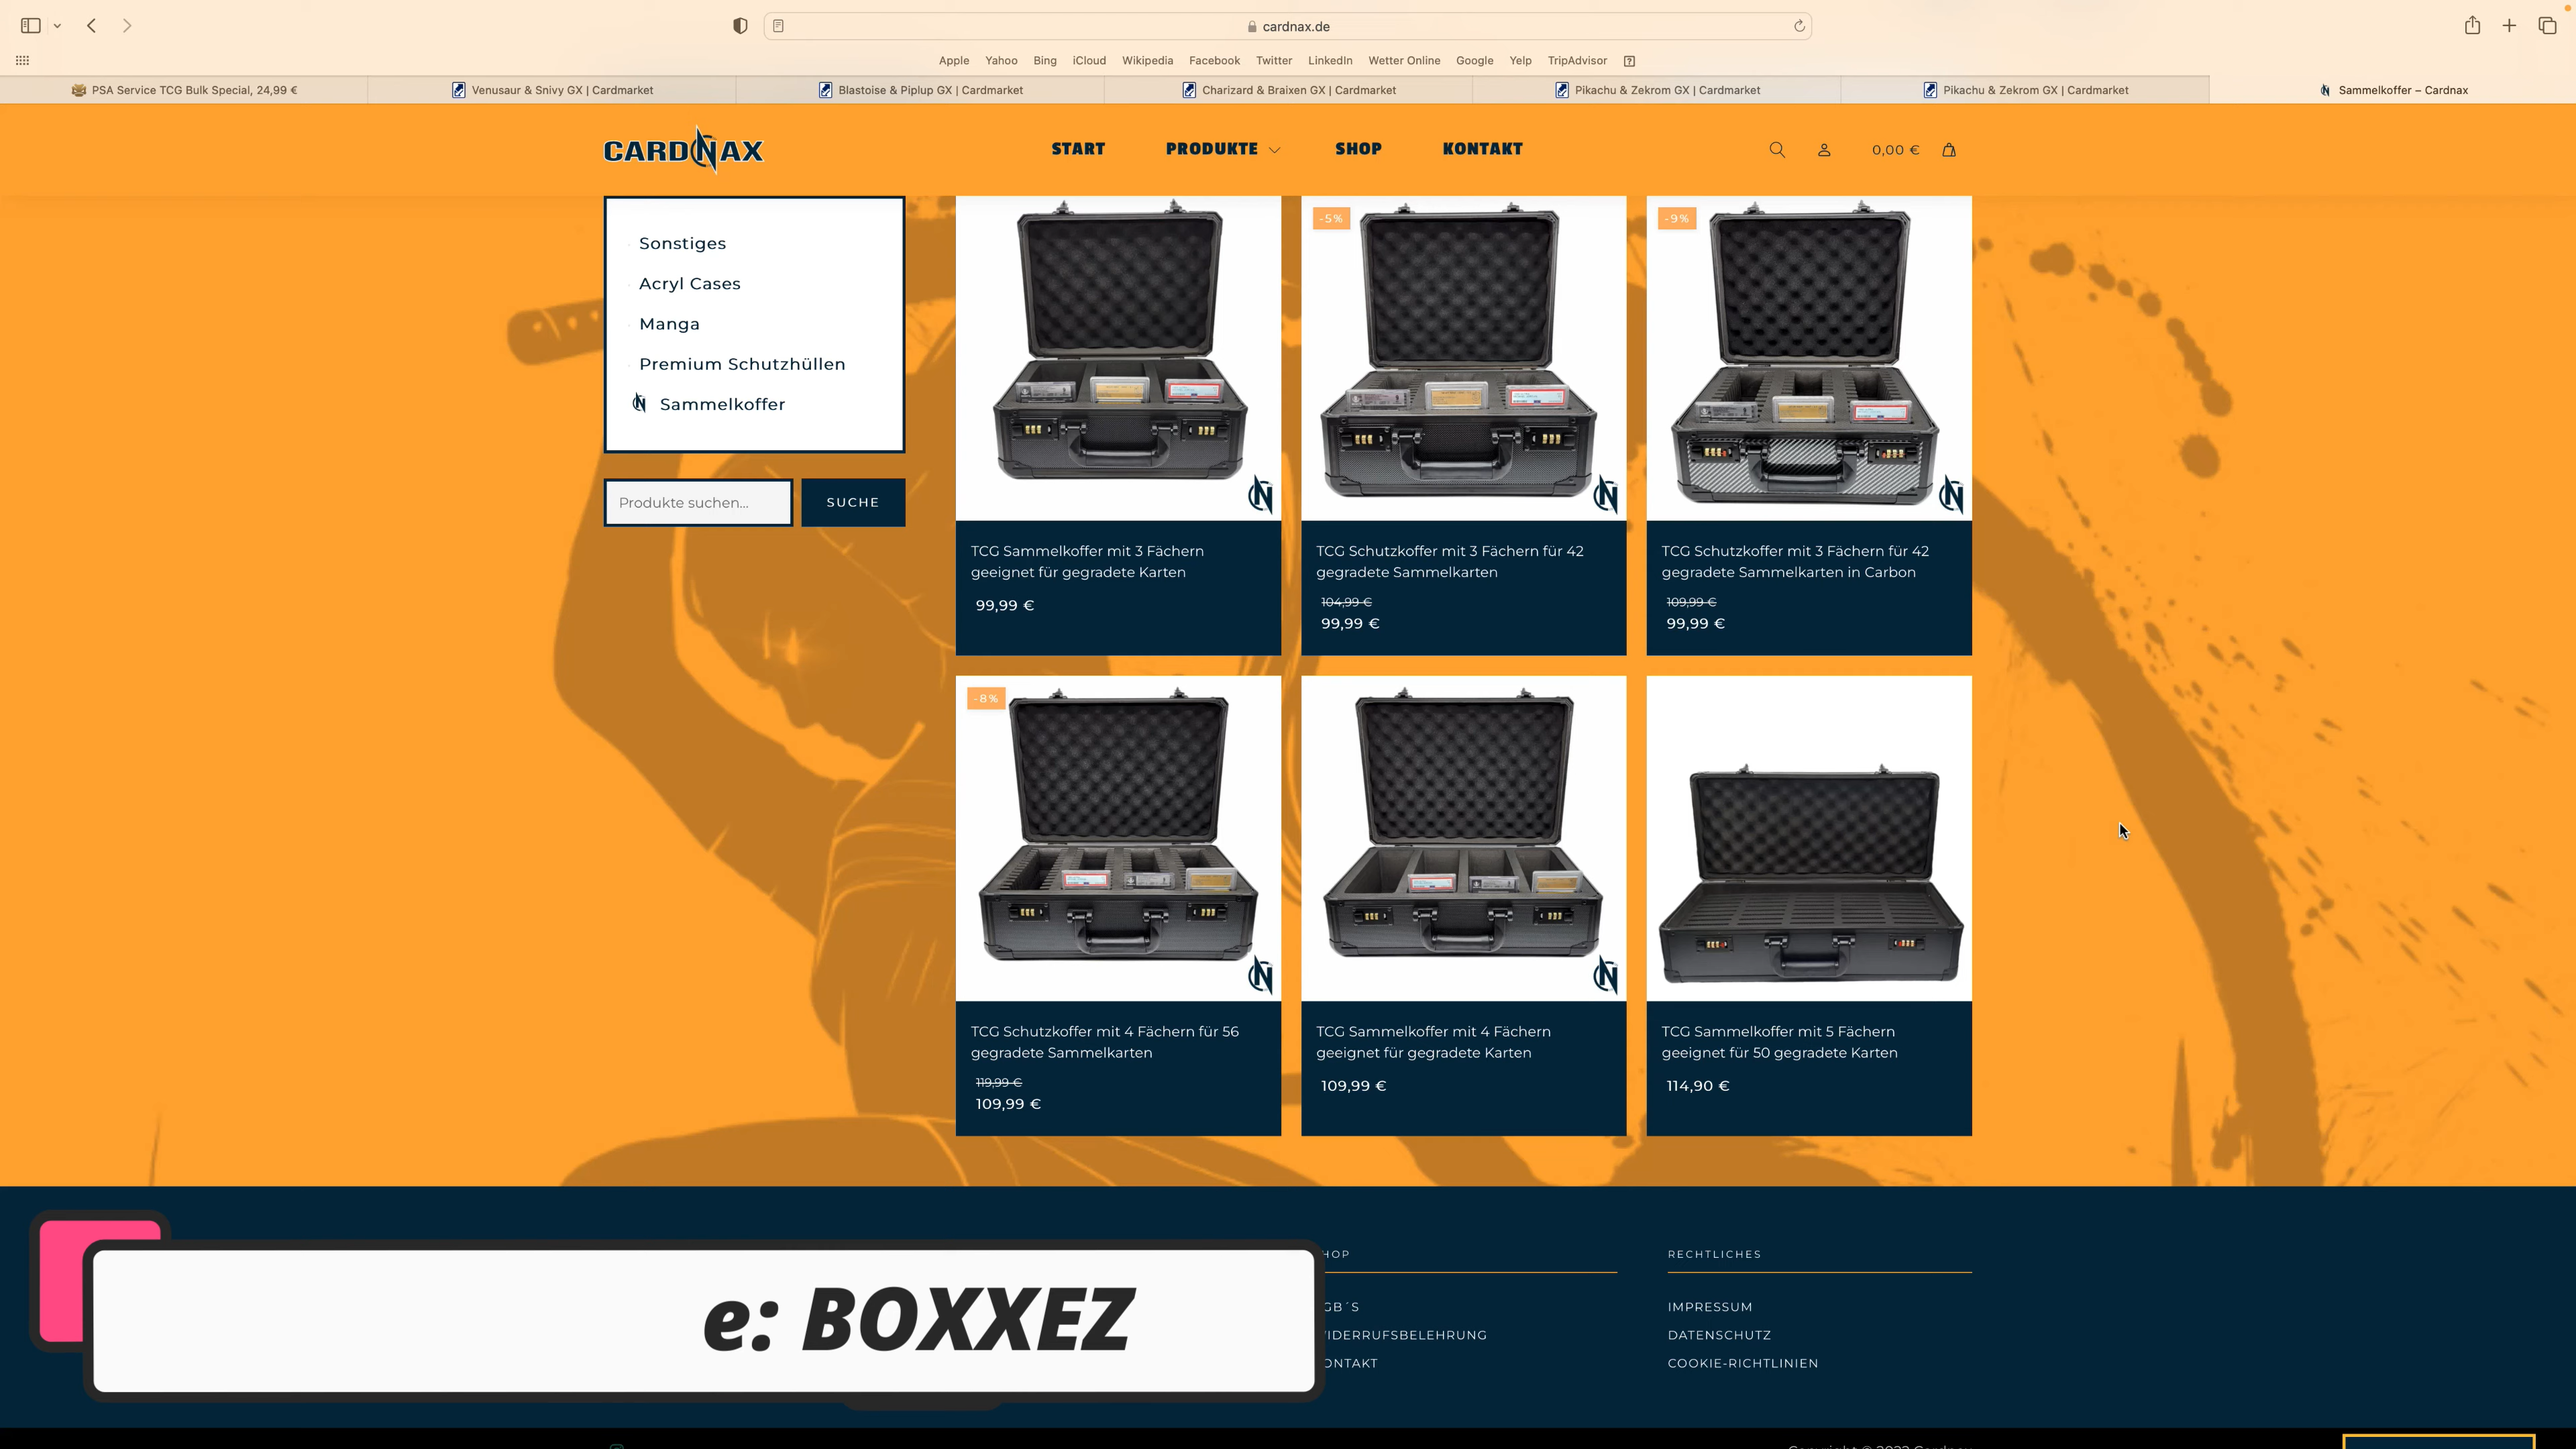 cardnax.de
Apple Yahoo Bing iCloud Wikipedia Facebook Twitter LinkedIn Wetter Online Google Yelp TripAdvisor
PSA Service TCG Bulk Special, 24,99 €
Venusaur & Snivy GX | Cardmarket
Blastoise & Piplup GX | Cardmarket
Charizard & Braixen GX | Cardmarket
Pikachu & Zekrom GX | Cardmarket
Pikachu & Zekrom GX | Cardmarket
Sammelkoffer – Cardnax
CARDNAX
START
PRODUKTE
SHOP
KONTAKT
0,00 €
Sonstiges
Acryl Cases
Manga
Premium Schutzhüllen
Sammelkoffer
Produkte suchen...
SUCHE
TCG Sammelkoffer mit 3 Fächern
geeignet für gegradete Karten
99,99 €
-5%
TCG Schutzkoffer mit 3 Fächern für 42
gegradete Sammelkarten
104,99 €
99,99 €
-9%
TCG Schutzkoffer mit 3 Fächern für 42
gegradete Sammelkarten in Carbon
109,99 €
99,99 €
-8%
TCG Schutzkoffer mit 4 Fächern für 56
gegradete Sammelkarten
119,99 €
109,99 €
TCG Sammelkoffer mit 4 Fächern
geeignet für gegradete Karten
109,99 €
TCG Sammelkoffer mit 5 Fächern
geeignet für 50 gegradete Karten
114,90 €
e: BOXXEZ
HOP
GB´S
IDERRUFSBELEHRUNG
ONTAKT
RECHTLICHES
IMPRESSUM
DATENSCHUTZ
COOKIE-RICHTLINIEN